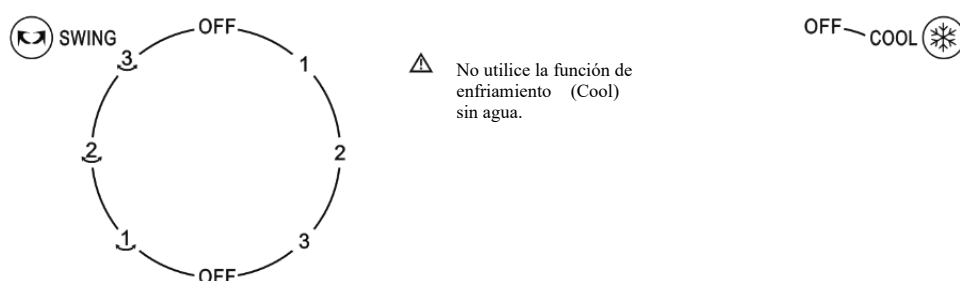 SWING
OFF
3
1
2
2
1
3
OFF
No utilice la función de
enfriamiento (Cool)
sin agua.
OFF
COOL